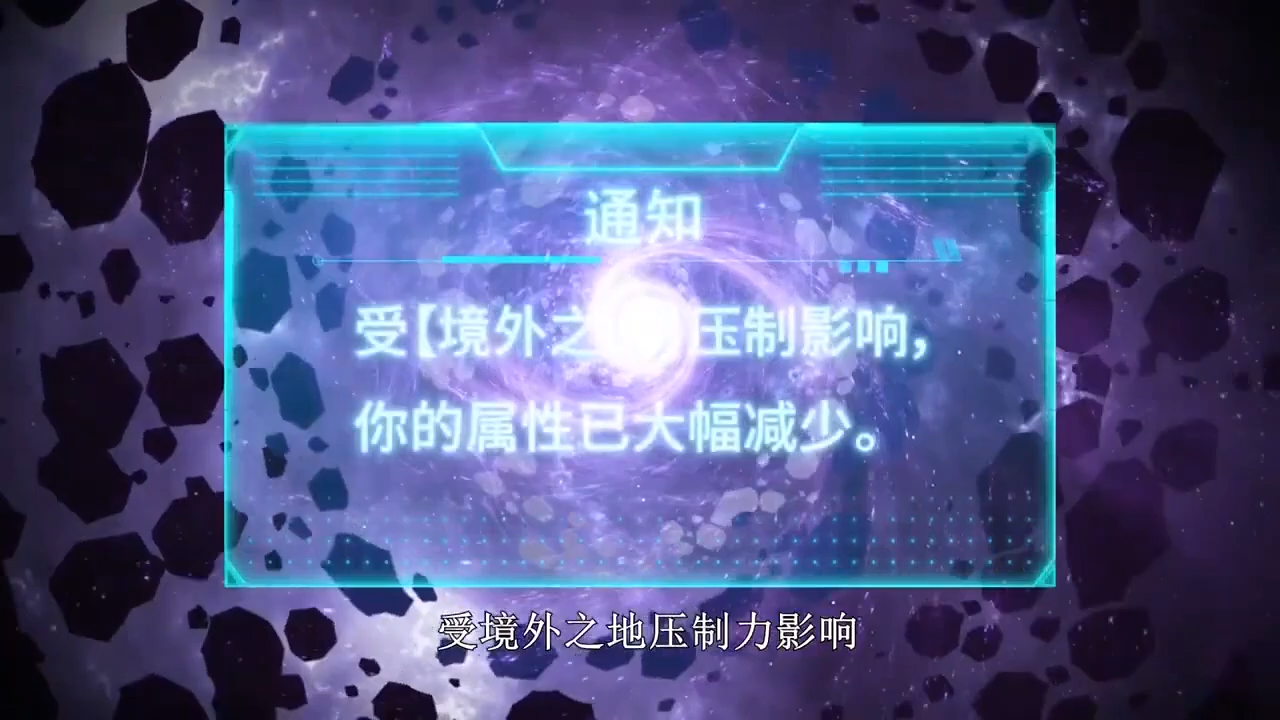 通知
受【境外之 压制影响,
你的属性已大幅减少。
受境外之地压制力影响